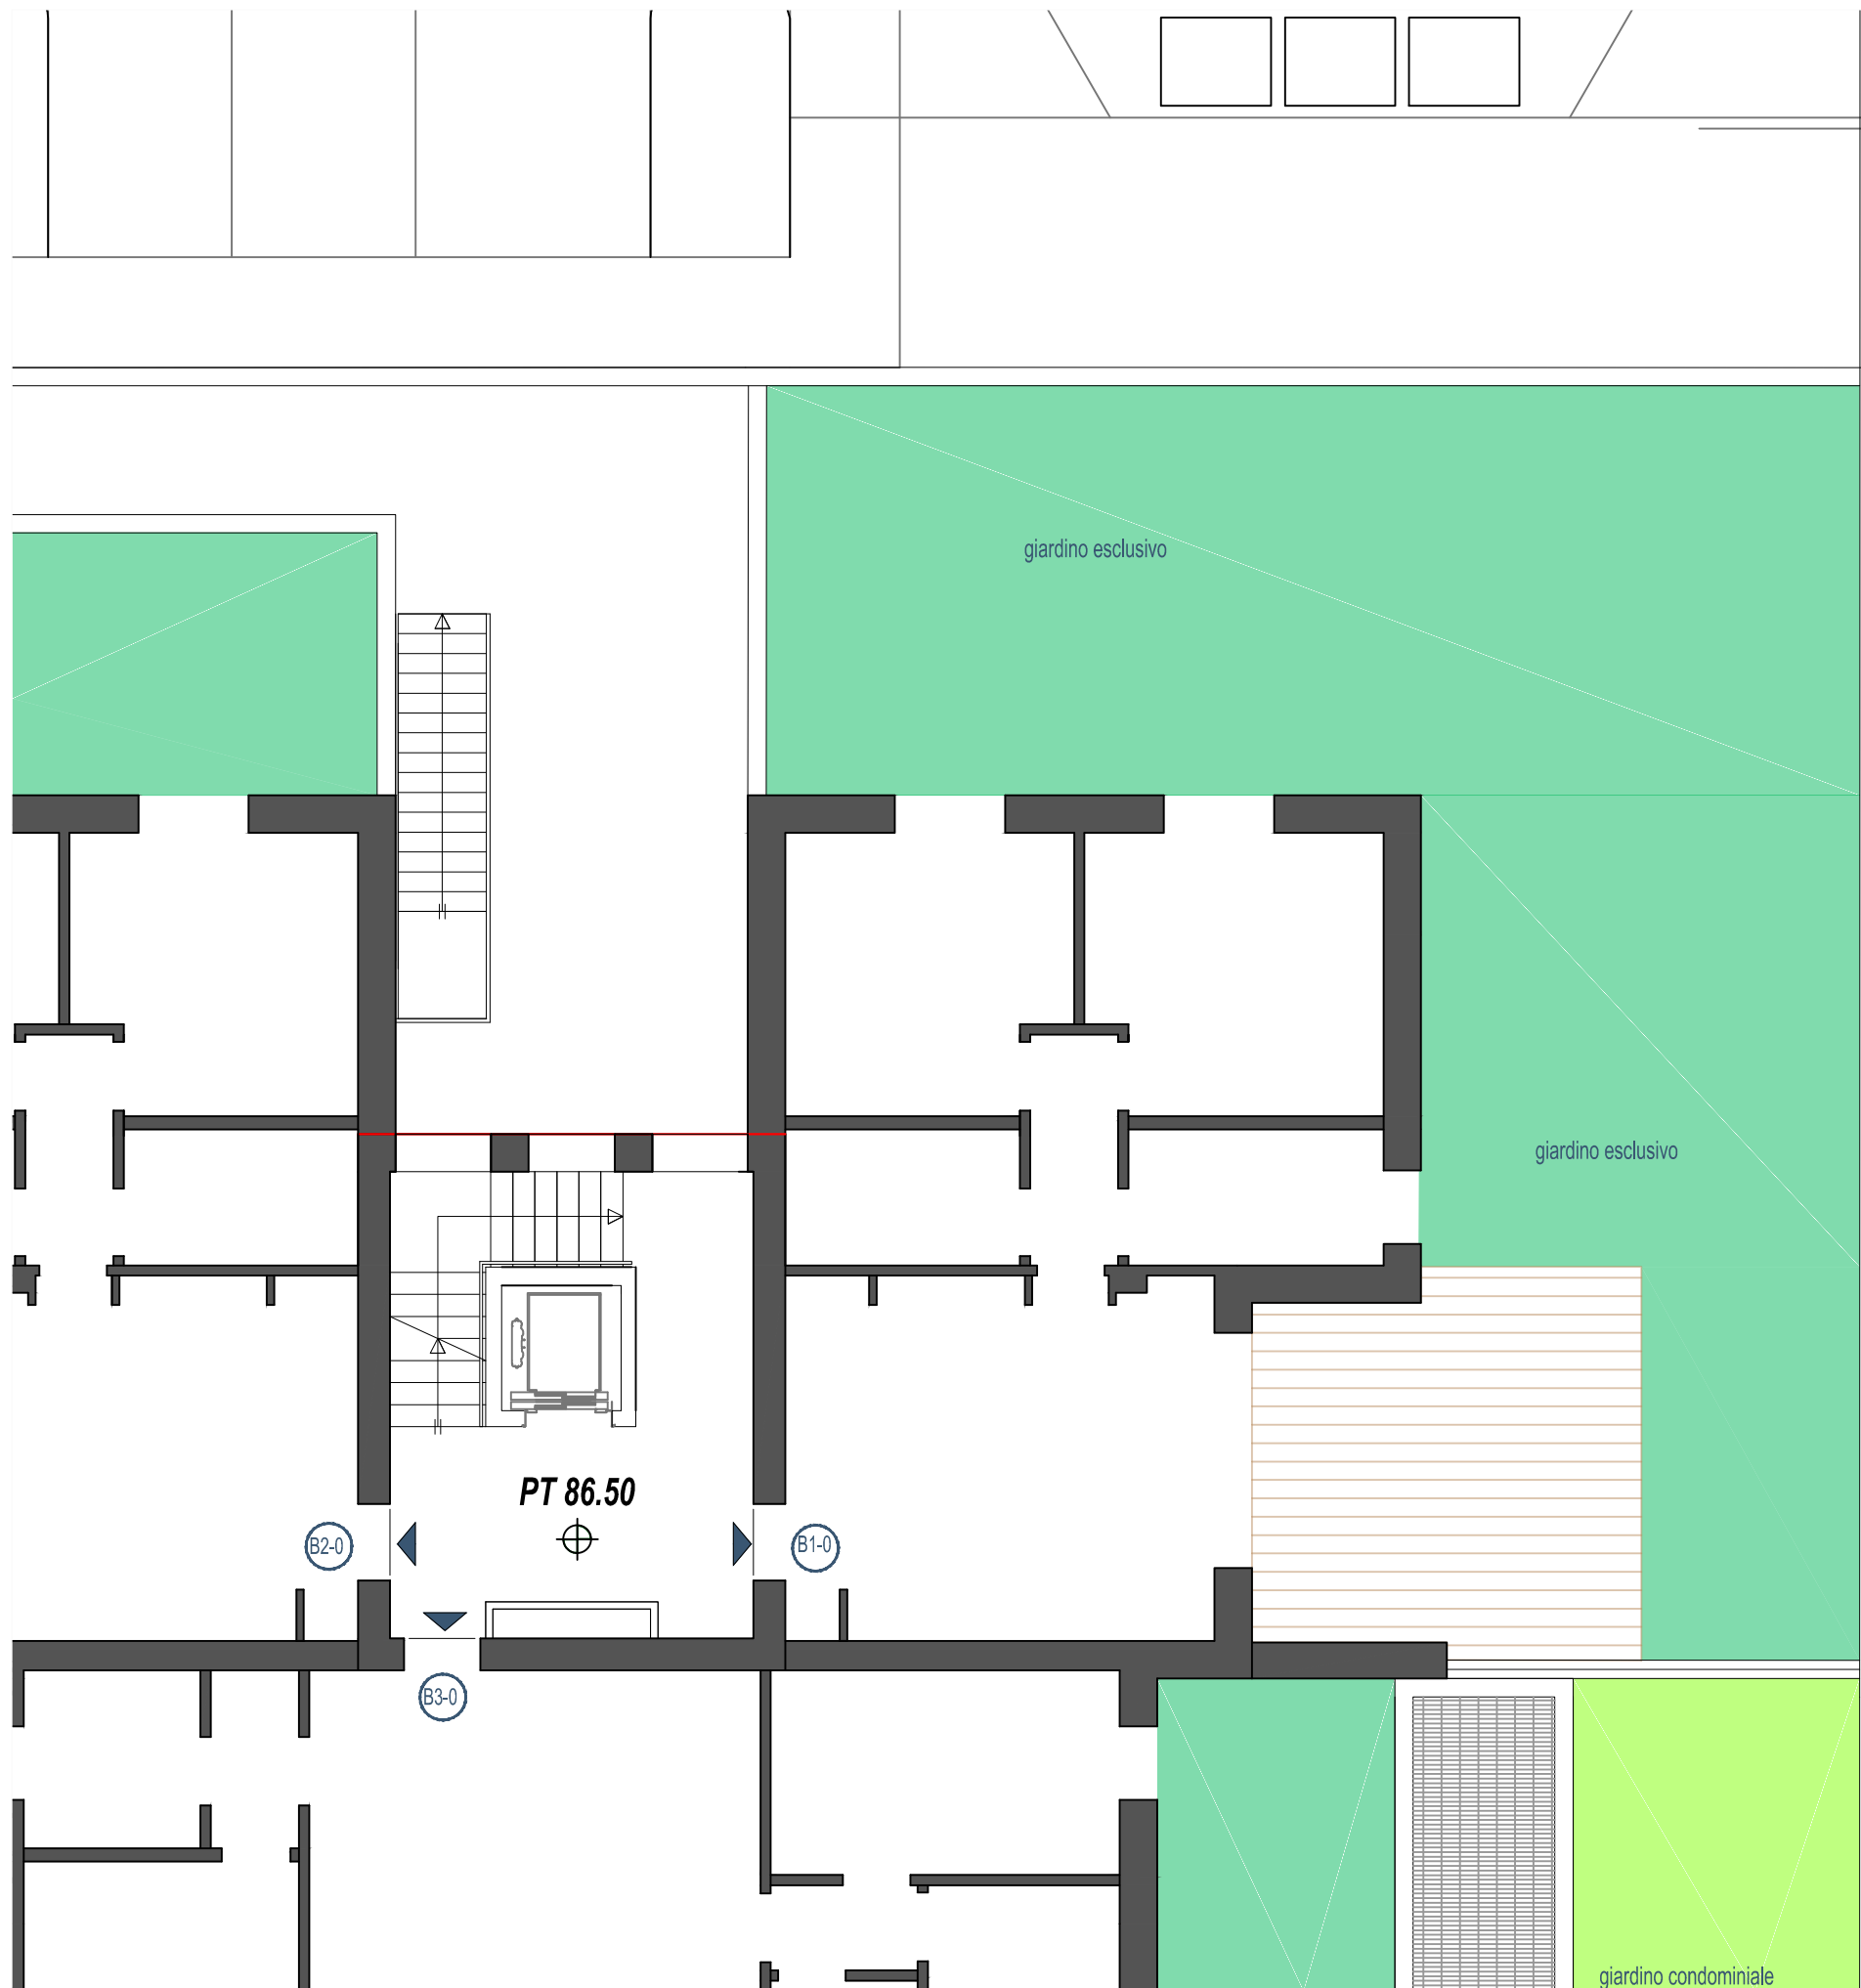 giardino esclusivo
giardino esclusivo
PT 86.50
B2-0
B1-0
B3-0
giardino condominiale